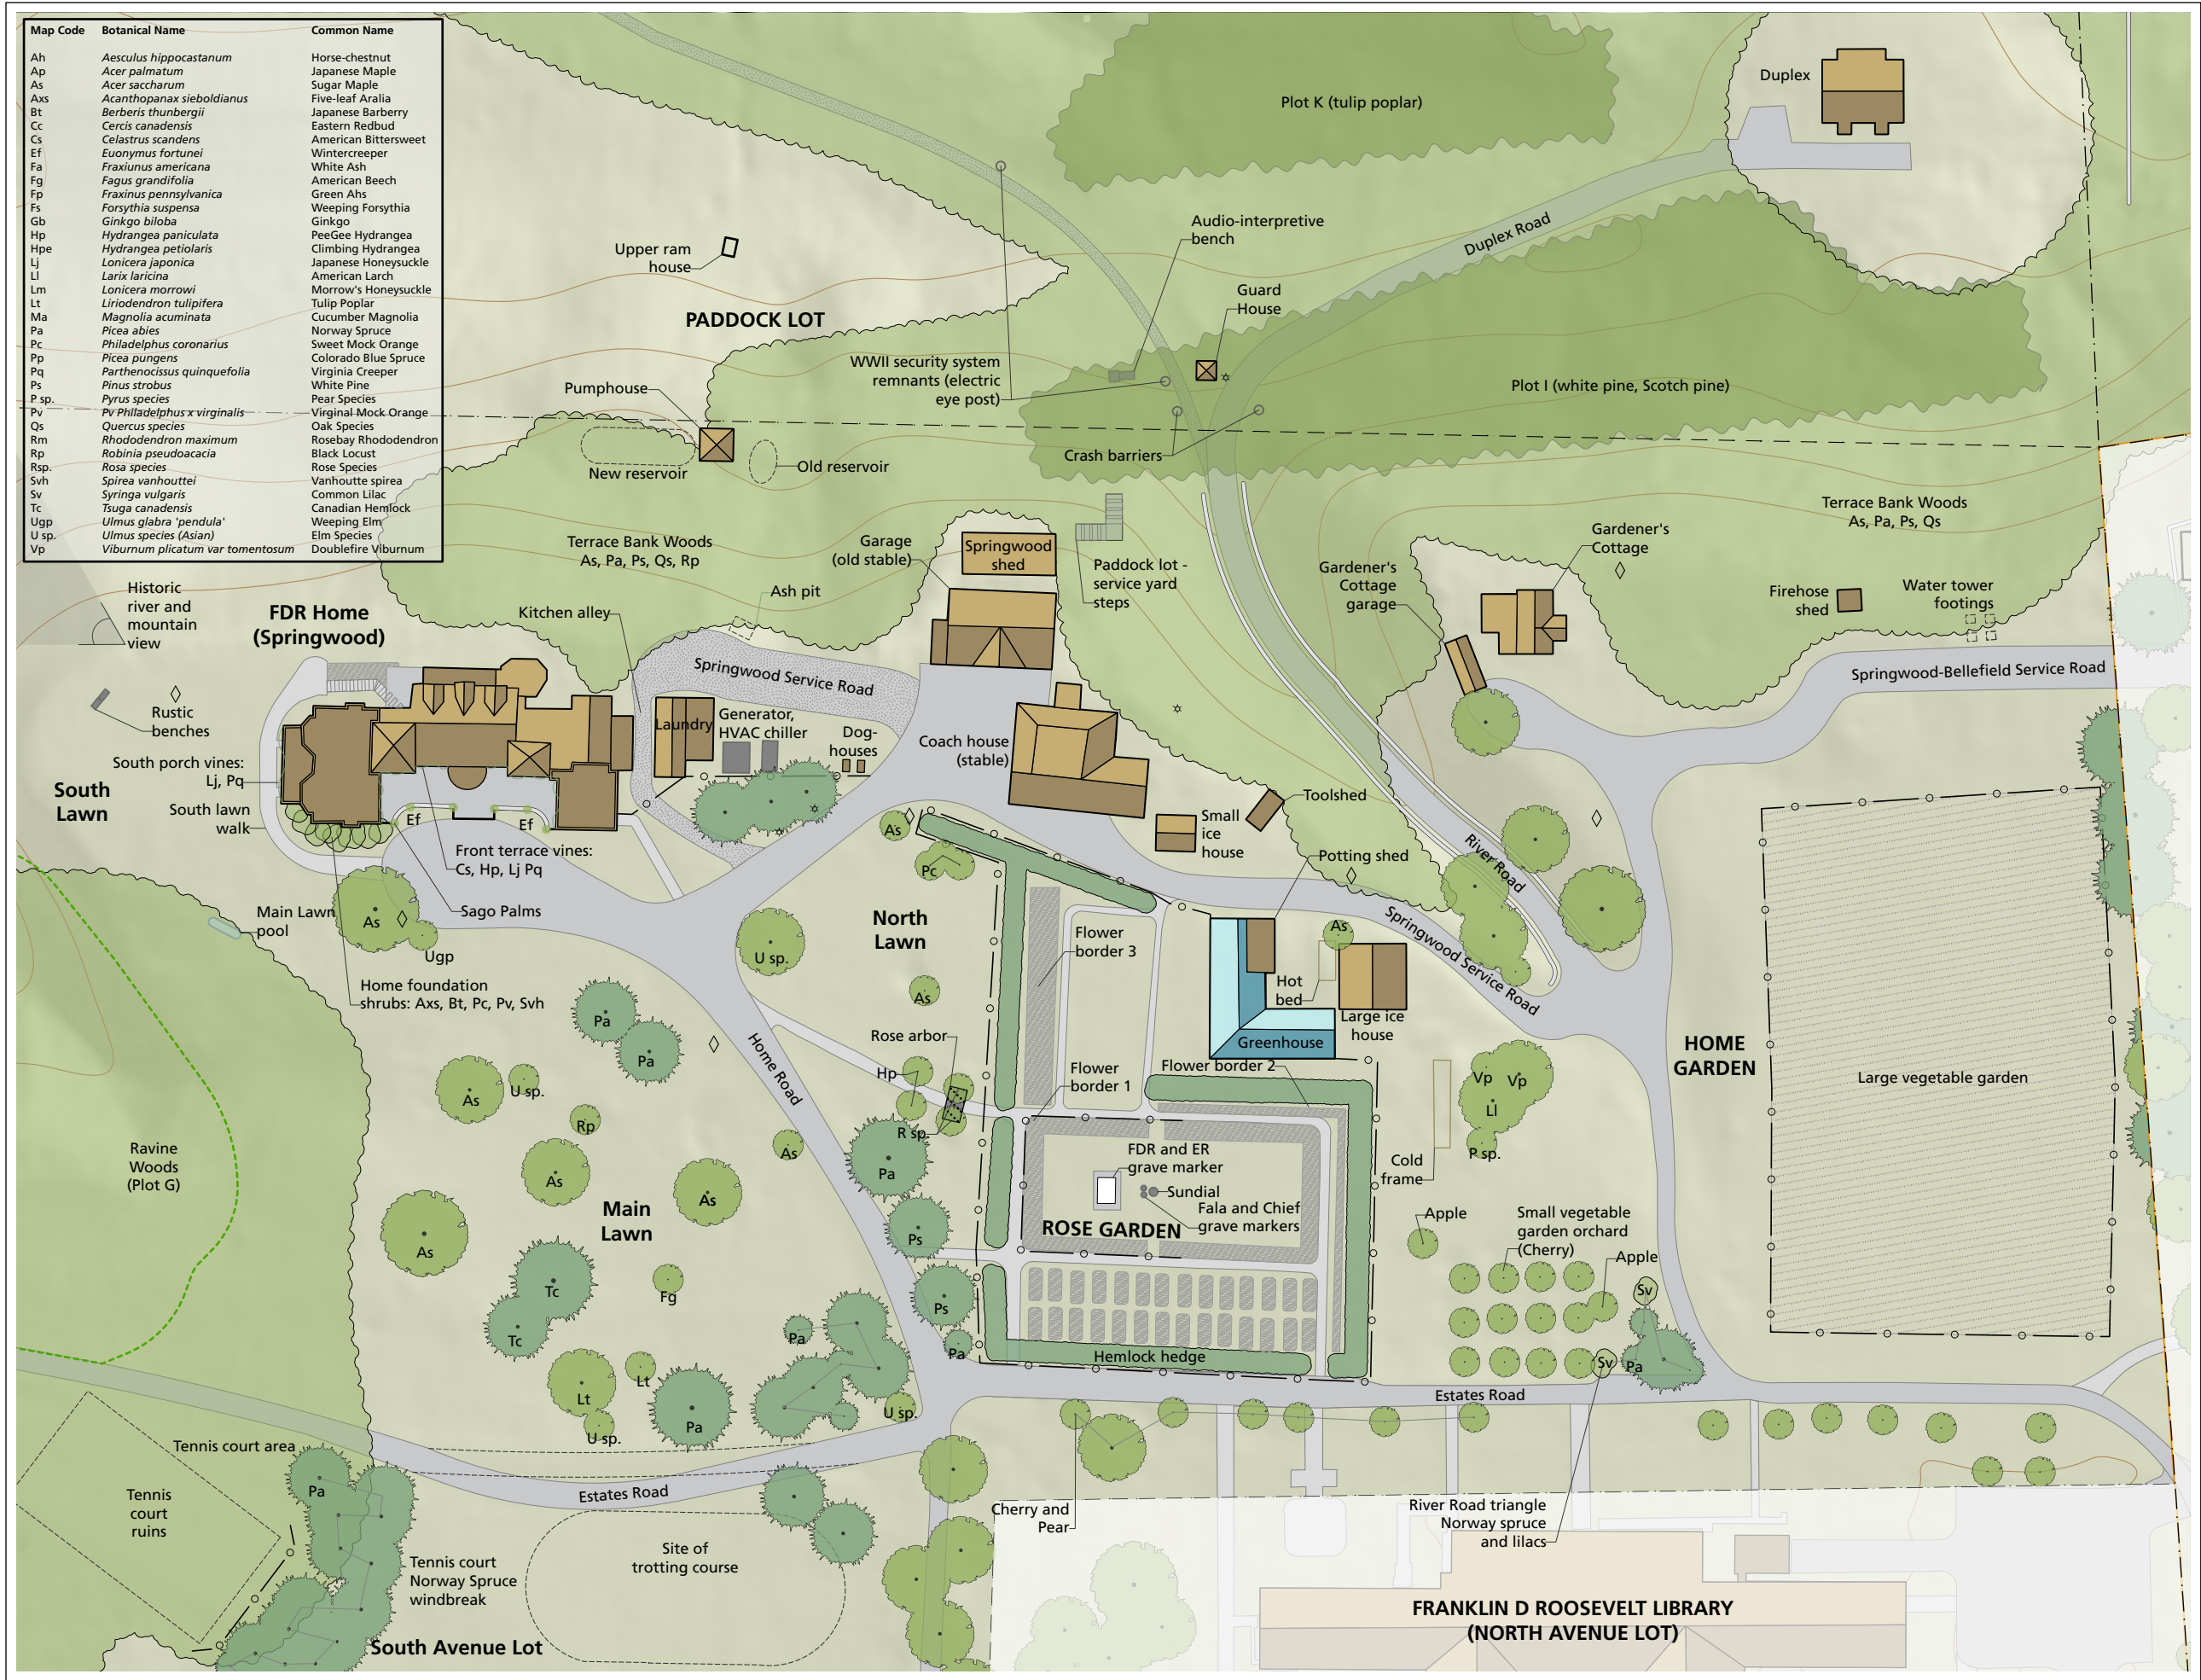 Map Code Botanical Name Common Name
Ah Aesculus hippocastanum Horse-chestnut
Ap Acer palmatum Japanese Maple
As Acer saccharum Sugar Maple
Axs Acanthopanax sieboldianus Five-leaf Aralia
Bt Berberis thunbergii Japanese Barberry
Cc Cercis canadensis Eastern Redbud
Cs Celastrus scandens American Bittersweet
Ef Euonymus fortunei Wintercreeper
Fa Fraxiunus americana White Ash
Fg Fagus grandifolia American Beech
Fp Fraxinus pennsylvanica Green Ahs
Fs Forsythia suspensa Weeping Forsythia
Gb Ginkgo biloba Ginkgo
Hp Hydrangea paniculata PeeGee Hydrangea
Hpe Hydrangea petiolaris Climbing Hydrangea
Lj Lonicera japonica Japanese Honeysuckle
Ll Larix laricina American Larch
Lm Lonicera morrowi Morrow's Honeysuckle
Lt Liriodendron tulipifera Tulip Poplar
Ma Magnolia acuminata Cucumber Magnolia
Pa Picea abies Norway Spruce
Pc Philadelphus coronarius Sweet Mock Orange
Pp Picea pungens Colorado Blue Spruce
Pq Parthenocissus quinquefolia Virginia Creeper
Ps Pinus strobus White Pine
P sp. Pyrus species Pear Species
Pv Pv Philadelphus x virginalis Virginal Mock Orange
Qs Quercus species Oak Species
Rm Rhododendron maximum Rosebay Rhododendron
Rp Robinia pseudoacacia Black Locust
Rsp. Rosa species Rose Species
Svh Spirea vanhouttei Vanhoutte spirea
Sv Syringa vulgaris Common Lilac
Tc Tsuga canadensis Canadian Hemlock
Ugp Ulmus glabra 'pendula' Weeping Elm
U sp. Ulmus species (Asian) Elm Species
Vp Viburnum plicatum var tomentosum Doublefire Viburnum
Duplex
Plot K (tulip poplar)
Duplex Road
Audio-interpretive
bench
Upper ram
house
Guard
House
PADDOCK LOT
WWII security system
remnants (electric
eye post)
Pumphouse
Plot I (white pine, Scotch pine)
Crash barriers
New reservoir
Old reservoir
Terrace Bank Woods
As, Pa, Ps, Qs
Gardener's
Cottage
Terrace Bank Woods
As, Pa, Ps, Qs, Rp
Garage
(old stable)
Springwood
shed
Paddock lot -
service yard
steps
Gardener's
Cottage
garage
Firehose
shed
Water tower
footings
Historic
river and
mountain
view
FDR Home
(Springwood)
Kitchen alley
Ash pit
Springwood Service Road
Springwood-Bellefield Service Road
Rustic
benches
Laundry
Generator,
HVAC chiller
Dog-
houses
Coach house
(stable)
South porch vines:
Lj, Pq
South
Lawn
South lawn
walk
Ef
Ef
Toolshed
Small
ice
house
Front terrace vines:
Cs, Hp, Lj Pq
As
Pc
Potting shed
River Road
Sago Palms
Main Lawn
pool
As
Ugp
North
Lawn
Flower
border 3
As
Springwood Service Road
U sp.
Home foundation
shrubs: Axs, Bt, Pc, Pv, Svh
As
Hot
bed
Large ice
house
Pa
Pa
Home Road
Rose arbor
Greenhouse
HOME
GARDEN
Large vegetable garden
Hp
Flower
border 1
Flower border 2
As
U sp.
Rp
R sp.
Vp
Vp
Ll
P sp.
As
Pa
Cold
frame
FDR and ER
grave marker
Sundial
Fala and Chief
grave markers
ROSE GARDEN
Ravine
Woods
(Plot G)
As
As
Main
Lawn
As
Ps
Apple
Small vegetable
garden orchard
(Cherry)
Apple
Tc
Fg
Ps
Sv
Tc
Pa
Pa
Hemlock hedge
Sv
Pa
Lt
Lt
U sp.
Pa
U sp.
Estates Road
Tennis court area
Pa
Tennis
court
ruins
Estates Road
Cherry and
Pear
River Road triangle
Norway spruce
and lilacs
Site of
trotting course
Tennis court
Norway Spruce
windbreak
South Avenue Lot
FRANKLIN D ROOSEVELT LIBRARY
(NORTH AVENUE LOT)